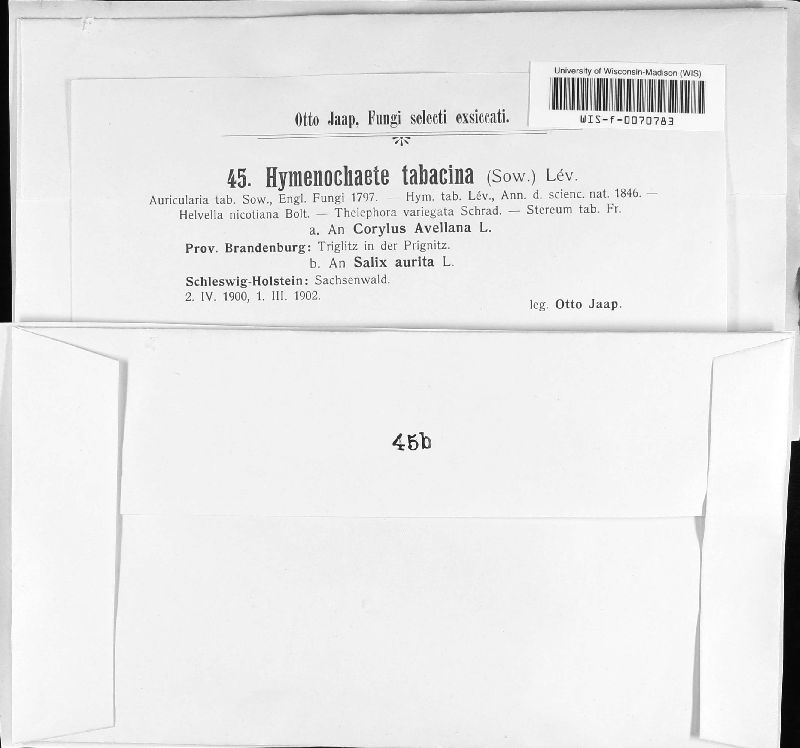 University of Wisconsin-Madison (WIS)
WIS-f-0070783
Otto Jaap, Fungi selecti exsiccati.
45. Hymenochaete tabacina (Sow.) Lév.
Auricularia tab. Sow., Engl. Fungi 1797. — Hym. tab. Lév., Ann. d. scienc. nat. 1846. —
Helvella nicotiana Bolt. — Thelephora variegata Schrad. — Stereum tab. Fr.
a. An Corylus Avellana L.
Prov. Brandenburg: Triglitz in der Prignitz.
b. An Salix aurita L.
Schleswig-Holstein: Sachsenwald.
2. IV. 1900, 1. III. 1902.
leg. Otto Jaap.
45b